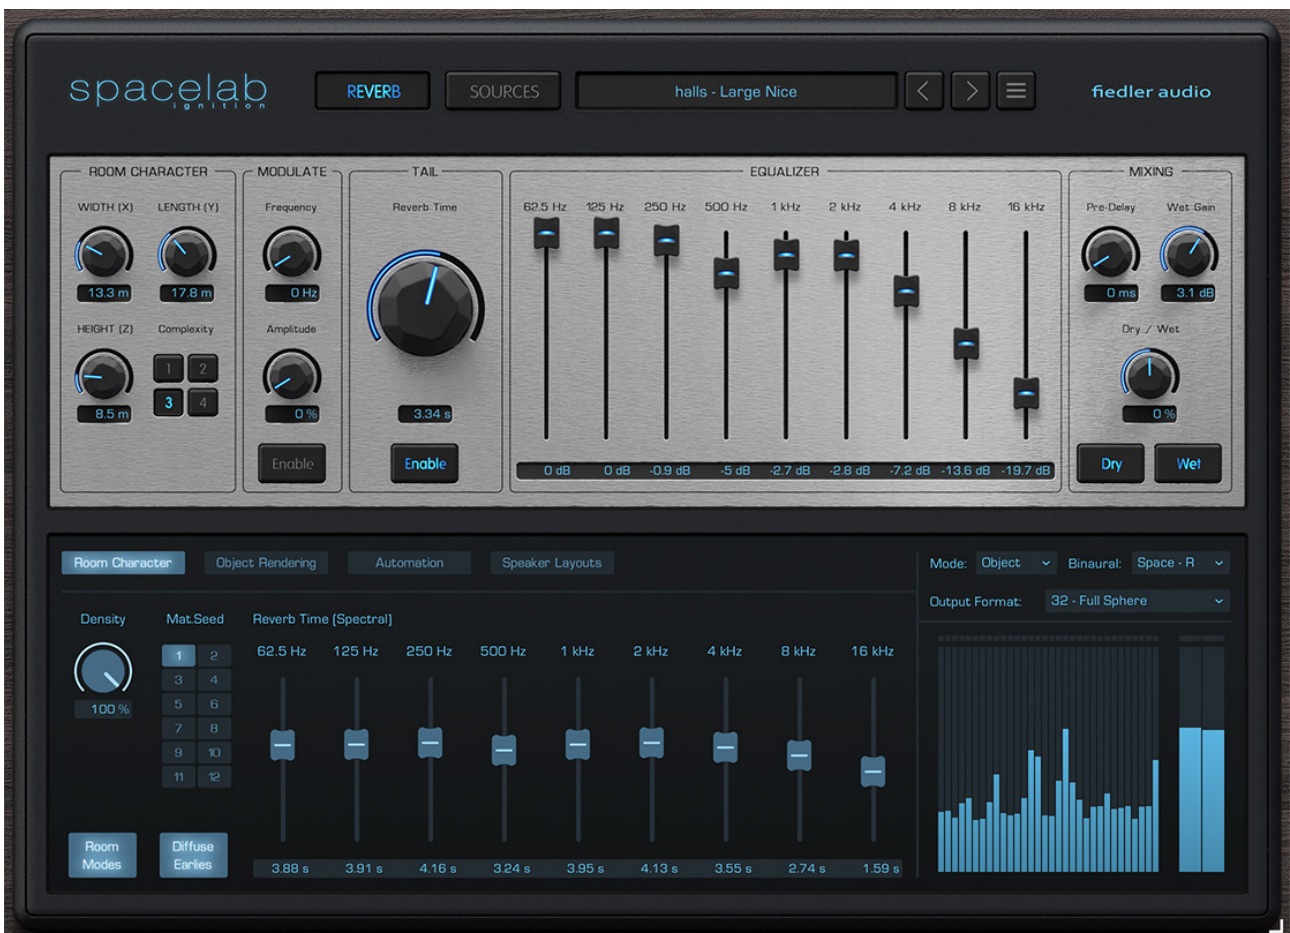 spacelab
ignition
REVERB
SOURCES
halls - Large Nice
fiedler audio
ROOM CHARACTER
MODULATE
TAIL
EQUALIZER
MIXING
WIDTH (X) LENGTH (Y)
Frequency
Reverb Time
62.5 Hz 125 Hz 250 Hz 500 Hz 1 kHz 2 kHz 4 kHz 8 kHz 16 kHz
Pre-Delay Wet Gain
13.3 m 17.8 m
0 Hz
0 ms 3.1 dB
HEIGHT (Z) Complexity
Amplitude
Dry / Wet
1 2
3 4
8.5 m
0 %
3.34 s
0 %
Enable
Enable
0 dB 0 dB -0.9 dB -5 dB -2.7 dB -2.8 dB -7.2 dB -13.6 dB -19.7 dB
Dry
Wet
Room Character
Object Rendering
Automation
Speaker Layouts
Mode: Object
Binaural: Space - R
Output Format: 32 - Full Sphere
Density
Mat.Seed
Reverb Time (Spectral)
62.5 Hz 125 Hz 250 Hz 500 Hz 1 kHz 2 kHz 4 kHz 8 kHz 16 kHz
1 2
3 4
5 6
7 8
9 10
11 12
100 %
Room
Modes
Diffuse
Earlies
3.88 s 3.91 s 4.16 s 3.24 s 3.95 s 4.13 s 3.55 s 2.74 s 1.59 s